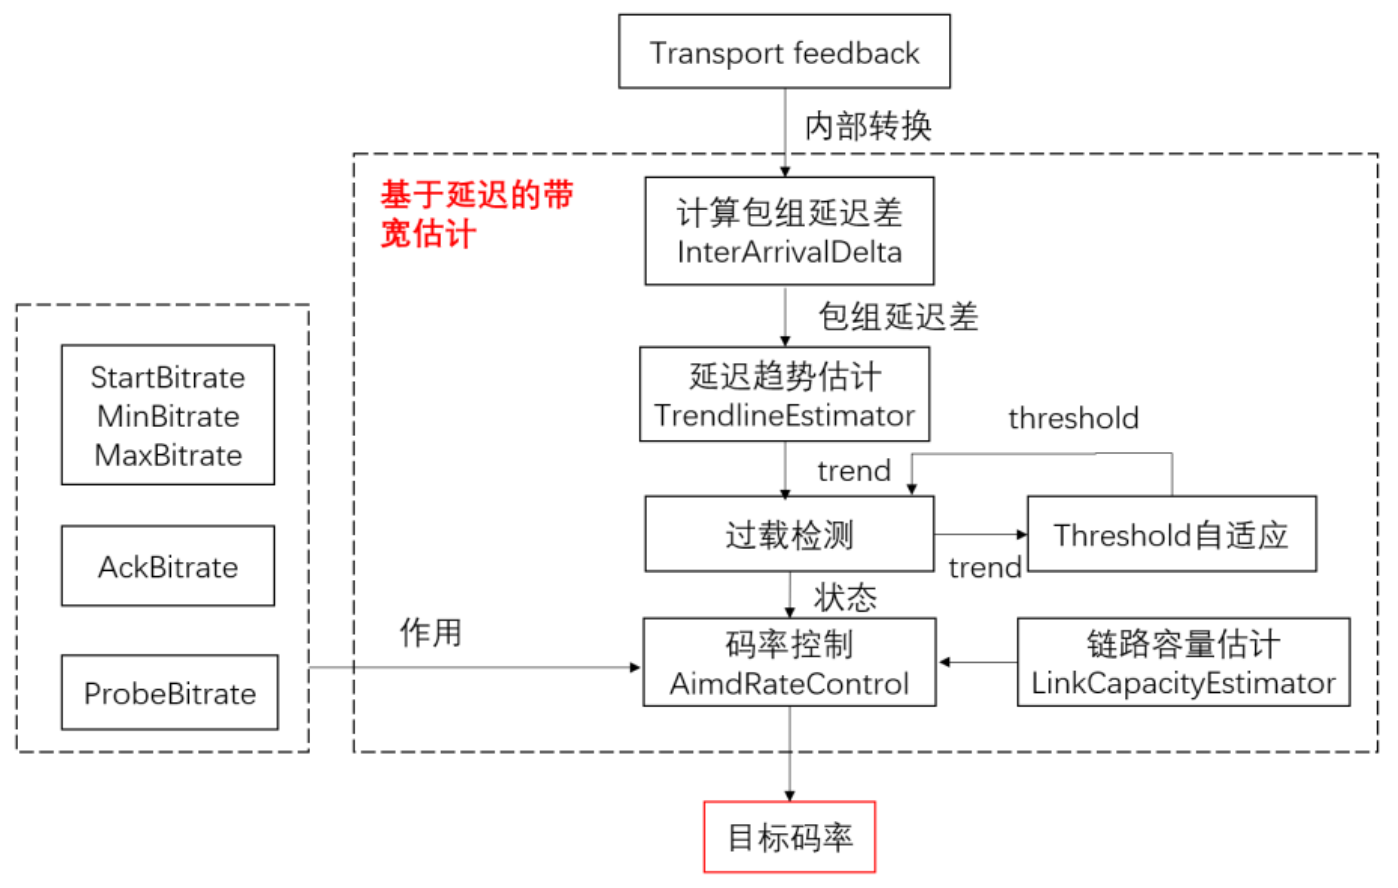 Transport feedback
内部转换
基于延迟的带
宽估计
计算包组延迟差
InterArrivalDelta
包组延迟差
延迟趋势估计
TrendlineEstimator
threshold
trend
过载检测
Threshold自适应
trend
状态
StartBitrate
MinBitrate
MaxBitrate
AckBitrate
ProbeBitrate
作用
码率控制
AimdRateControl
链路容量估计
LinkCapacityEstimator
目标码率